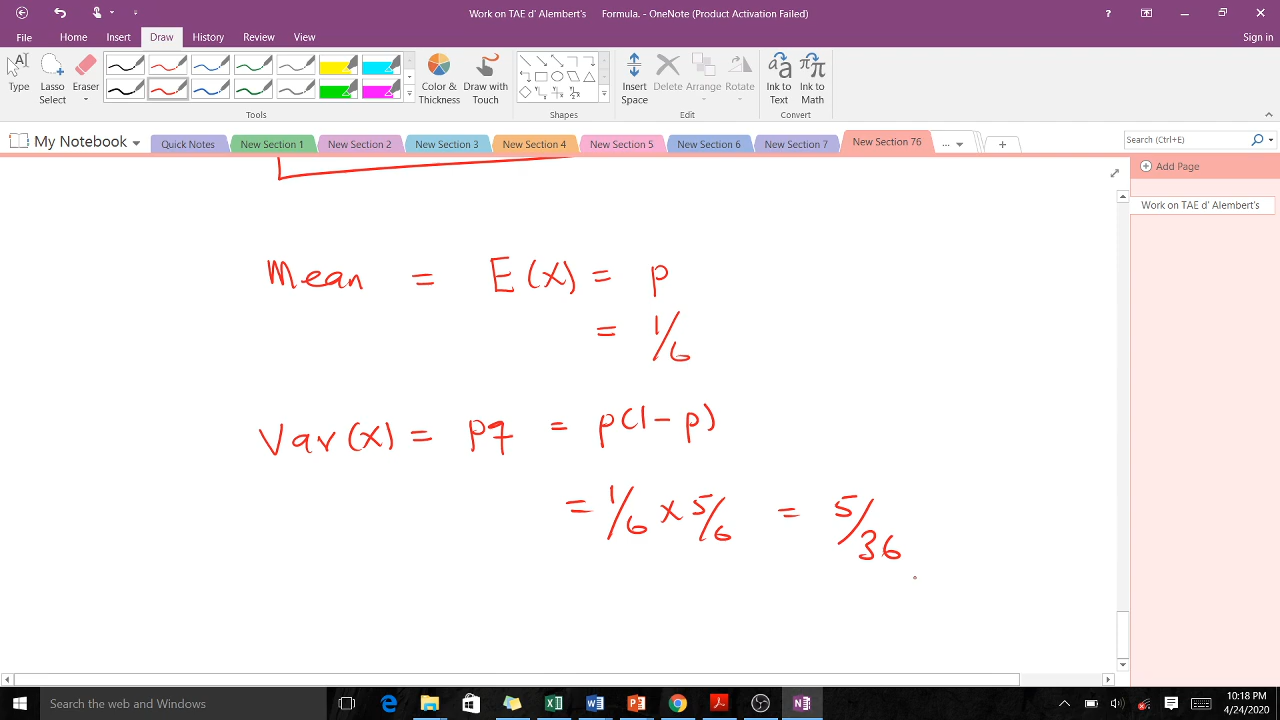 Work on TAE d' Alembert's Formula. - OneNote (Product Activation Failed)
Sign in
File Home Insert Draw History Review View
Type Lasso Select Eraser Color & Thickness Draw with Touch Insert Space Delete Arrange Rotate Ink to Text Ink to Math
Tools Shapes Edit Convert
My Notebook Quick Notes New Section 1 New Section 2 New Section 3 New Section 4 New Section 5 New Section 6 New Section 7 New Section 76 ... Search (Ctrl+E)
Add Page
Work on TAE d' Alembert's
Mean = E(X) = p
= 1/6
Var(X) = pq = p(1-p)
= 1/6 x 5/6 = 5/36
Search the web and Windows
10:18 PM
4/24/2020